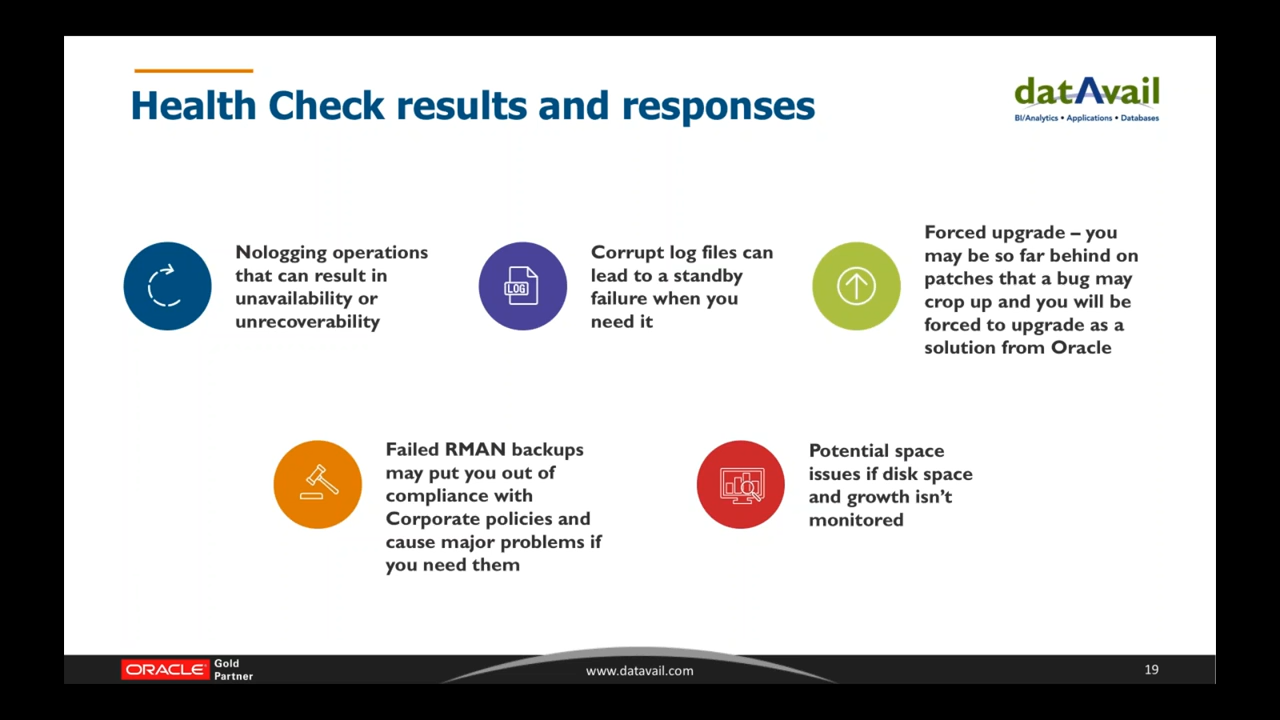 Health Check results and responses
datAvail
BI/Analytics • Applications • Databases
Nologging operations
that can result in
unavailability or
unrecoverability
LOG
Corrupt log files can
lead to a standby
failure when you
need it
Forced upgrade – you
may be so far behind on
patches that a bug may
crop up and you will be
forced to upgrade as a
solution from Oracle
Failed RMAN backups
may put you out of
compliance with
Corporate policies and
cause major problems if
you need them
Potential space
issues if disk space
and growth isn’t
monitored
ORACLE
Gold
Partner
www.datavail.com
19